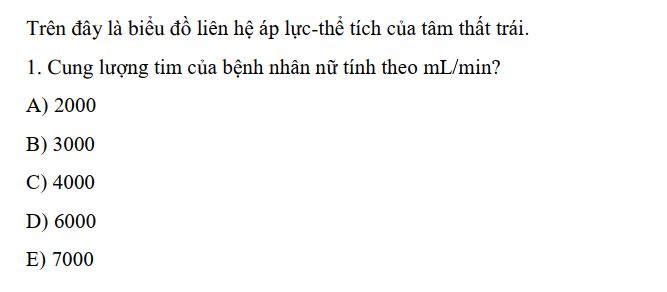 Trên đây là biểu đồ liên hệ áp lực-thể tích của tâm thất trái.
1. Cung lượng tim của bệnh nhân nữ tính theo mL/min?
A) 2000
B) 3000
C) 4000
D) 6000
E) 7000